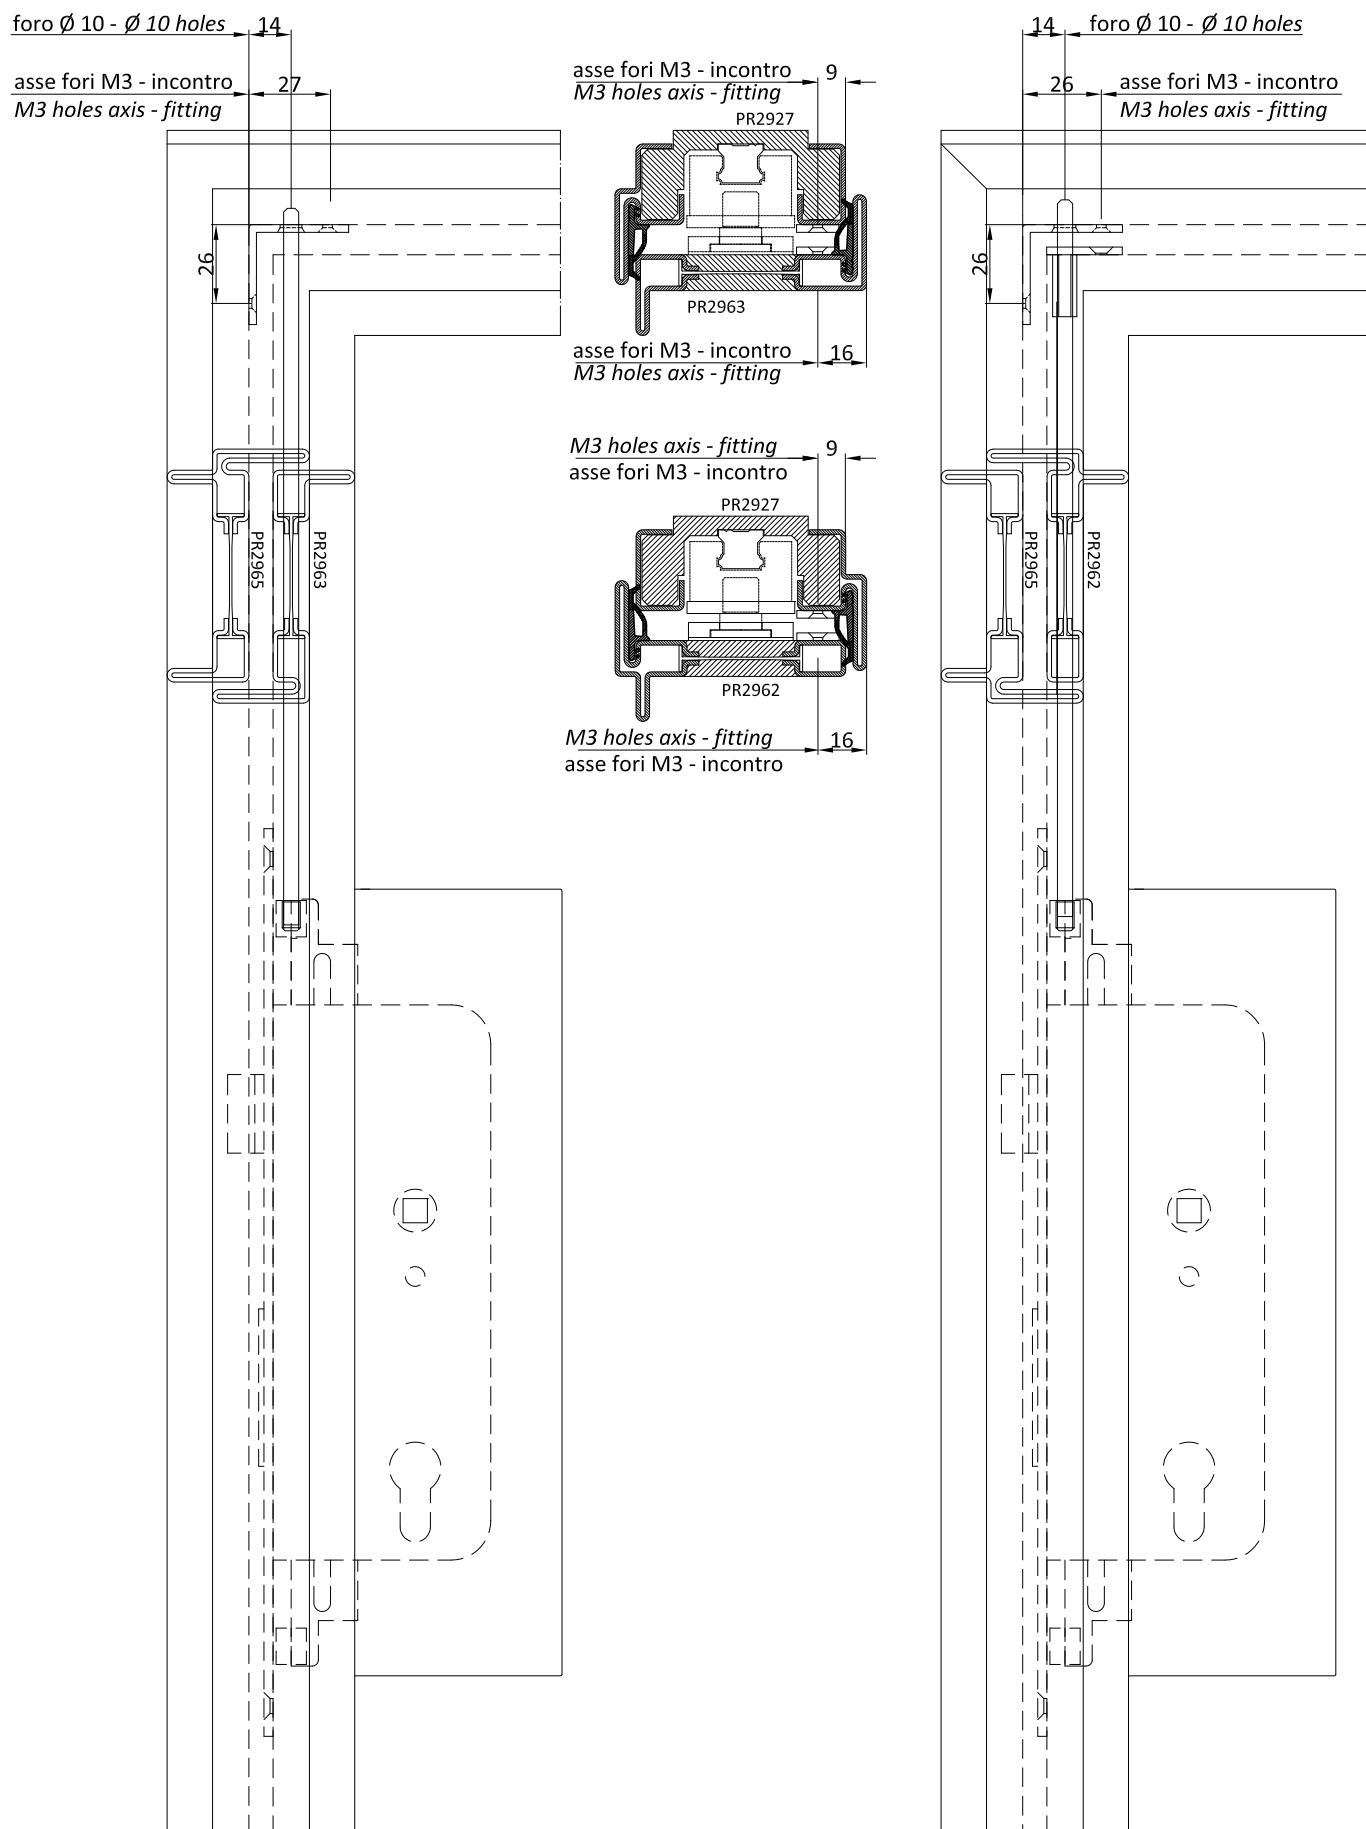 foro Ø 10 - Ø 10 holes
14
asse fori M3 - incontro
27
M3 holes axis - fitting
26
PR2965
PR2963
asse fori M3 - incontro
9
M3 holes axis - fitting
PR2927
PR2963
asse fori M3 - incontro
16
M3 holes axis - fitting
M3 holes axis - fitting
9
asse fori M3 - incontro
PR2927
PR2962
M3 holes axis - fitting
16
asse fori M3 - incontro
14
foro Ø 10 - Ø 10 holes
26
asse fori M3 - incontro
M3 holes axis - fitting
26
PR2965
PR2962